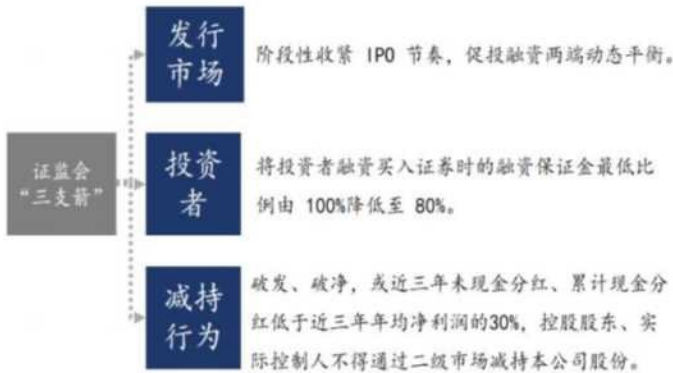 证监会
“三支箭”
发行
市场
阶段性收紧 IPO 节奏，促投融资两端动态平衡。
投资
者
将投资者融资买入证券时的融资保证金最低比
例由 100%降低至 80%。
减持
行为
破发、破净，或近三年未现金分红、累计现金分
红低于近三年年均净利润的30%，控股股东、实
际控制人不得通过二级市场减持本公司股份。